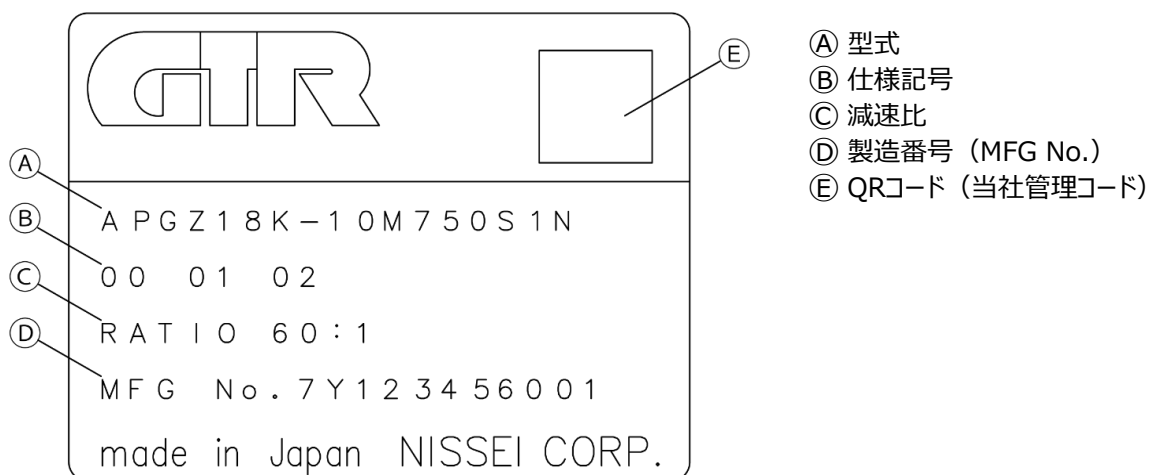 GTR
Ⓔ
Ⓐ
APGZ18K-10M750S1N
Ⓑ
00 01 02
Ⓒ
RATIO 60:1
Ⓓ
MFG No.7Y123456001
made in Japan NISSEI CORP.
Ⓐ 型式
Ⓑ 仕様記号
Ⓒ 減速比
Ⓓ 製造番号（MFG No.）
Ⓔ QRコード（当社管理コード）